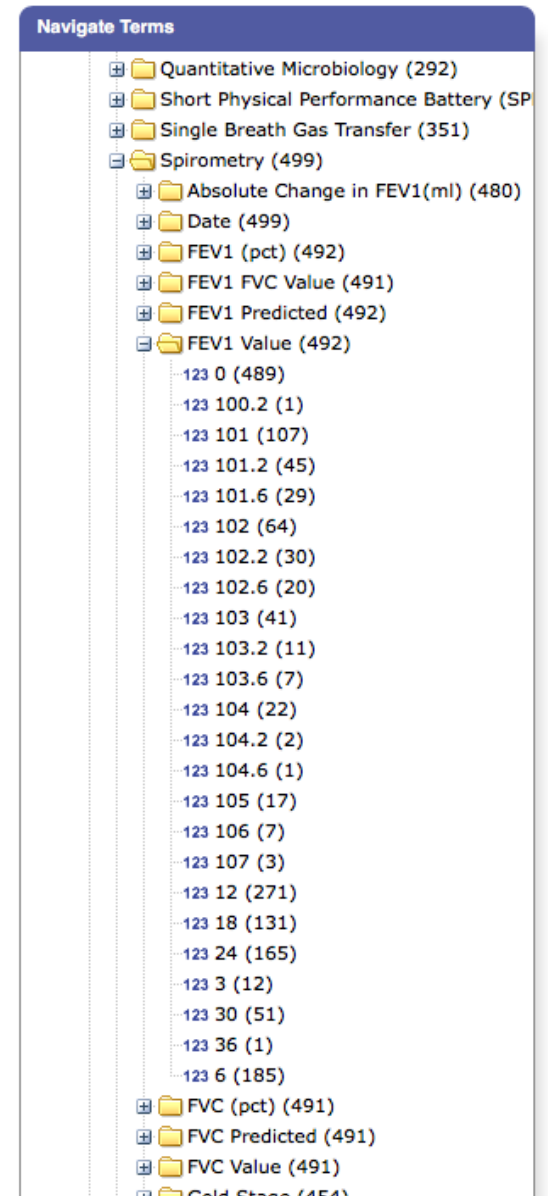 Navigate Terms
Quantitative Microbiology (292)
Short Physical Performance Battery (SP
Single Breath Gas Transfer (351)
Spirometry (499)
Absolute Change in FEV1(ml) (480)
Date (499)
FEV1 (pct) (492)
FEV1 FVC Value (491)
FEV1 Predicted (492)
FEV1 Value (492)
123 0 (489)
123 100.2 (1)
123 101 (107)
123 101.2 (45)
123 101.6 (29)
123 102 (64)
123 102.2 (30)
123 102.6 (20)
123 103 (41)
123 103.2 (11)
123 103.6 (7)
123 104 (22)
123 104.2 (2)
123 104.6 (1)
123 105 (17)
123 106 (7)
123 107 (3)
123 12 (271)
123 18 (131)
123 24 (165)
123 3 (12)
123 30 (51)
123 36 (1)
123 6 (185)
FVC (pct) (491)
FVC Predicted (491)
FVC Value (491)
Gold Stage (454)